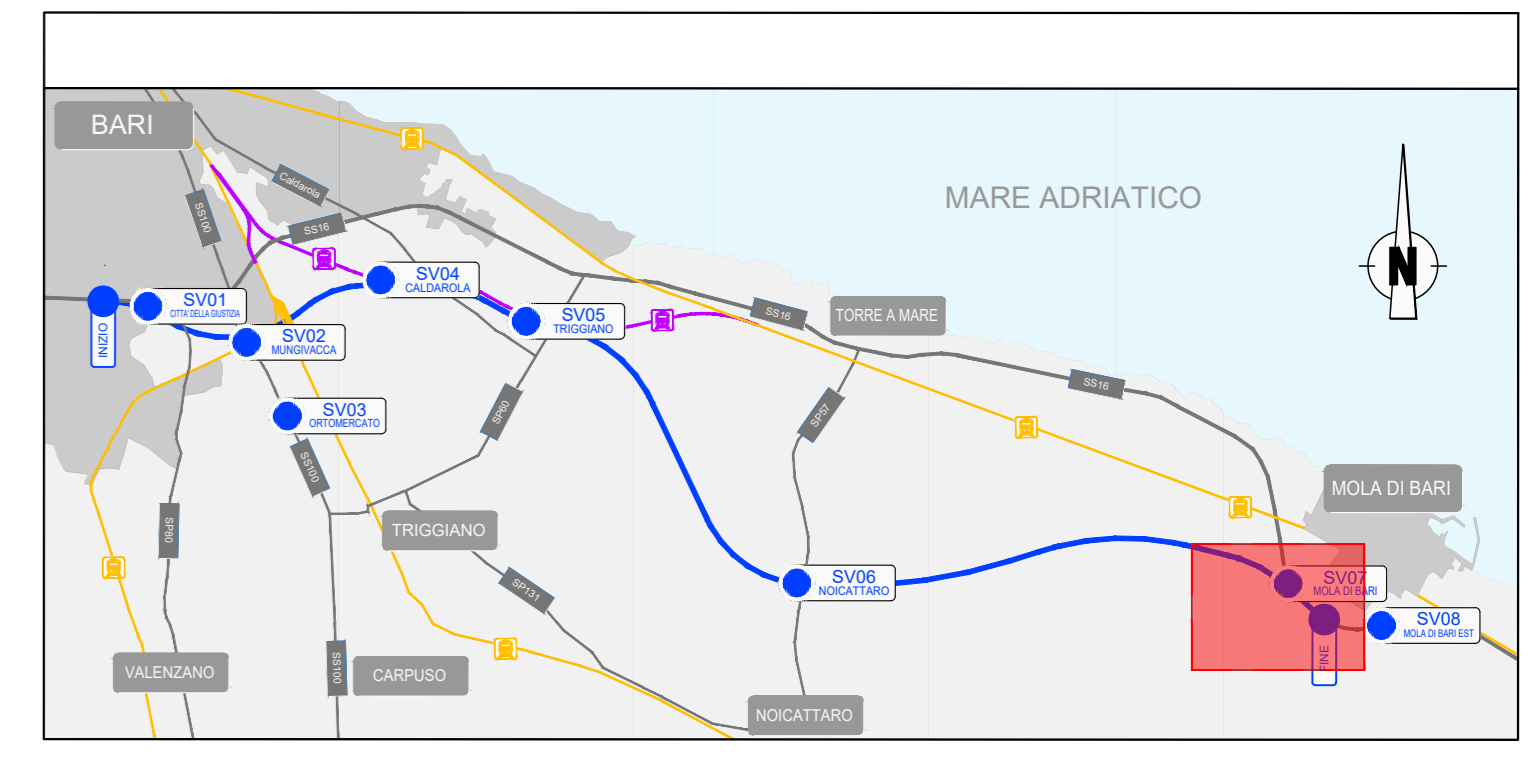 BARI
Caldarola
SS100
SS16
MARE ADRIATICO
N
SV04
CALDAROLA
SV01
CITTA' DELLA GIUSTIZIA
INIZIO
SV05
TRIGGIANO
SS16
TORRE A MARE
SV02
MUNGIVACCA
SS16
SV03
ORTOMERCATO
SP60
SP57
SS100
MOLA DI BARI
SP80
TRIGGIANO
SV06
NOICATTARO
SV07
MOLA DI BARI
SP131
SV08
MOLA DI BARI EST
FINE
VALENZANO
SS100
CARPUSO
NOICATTARO